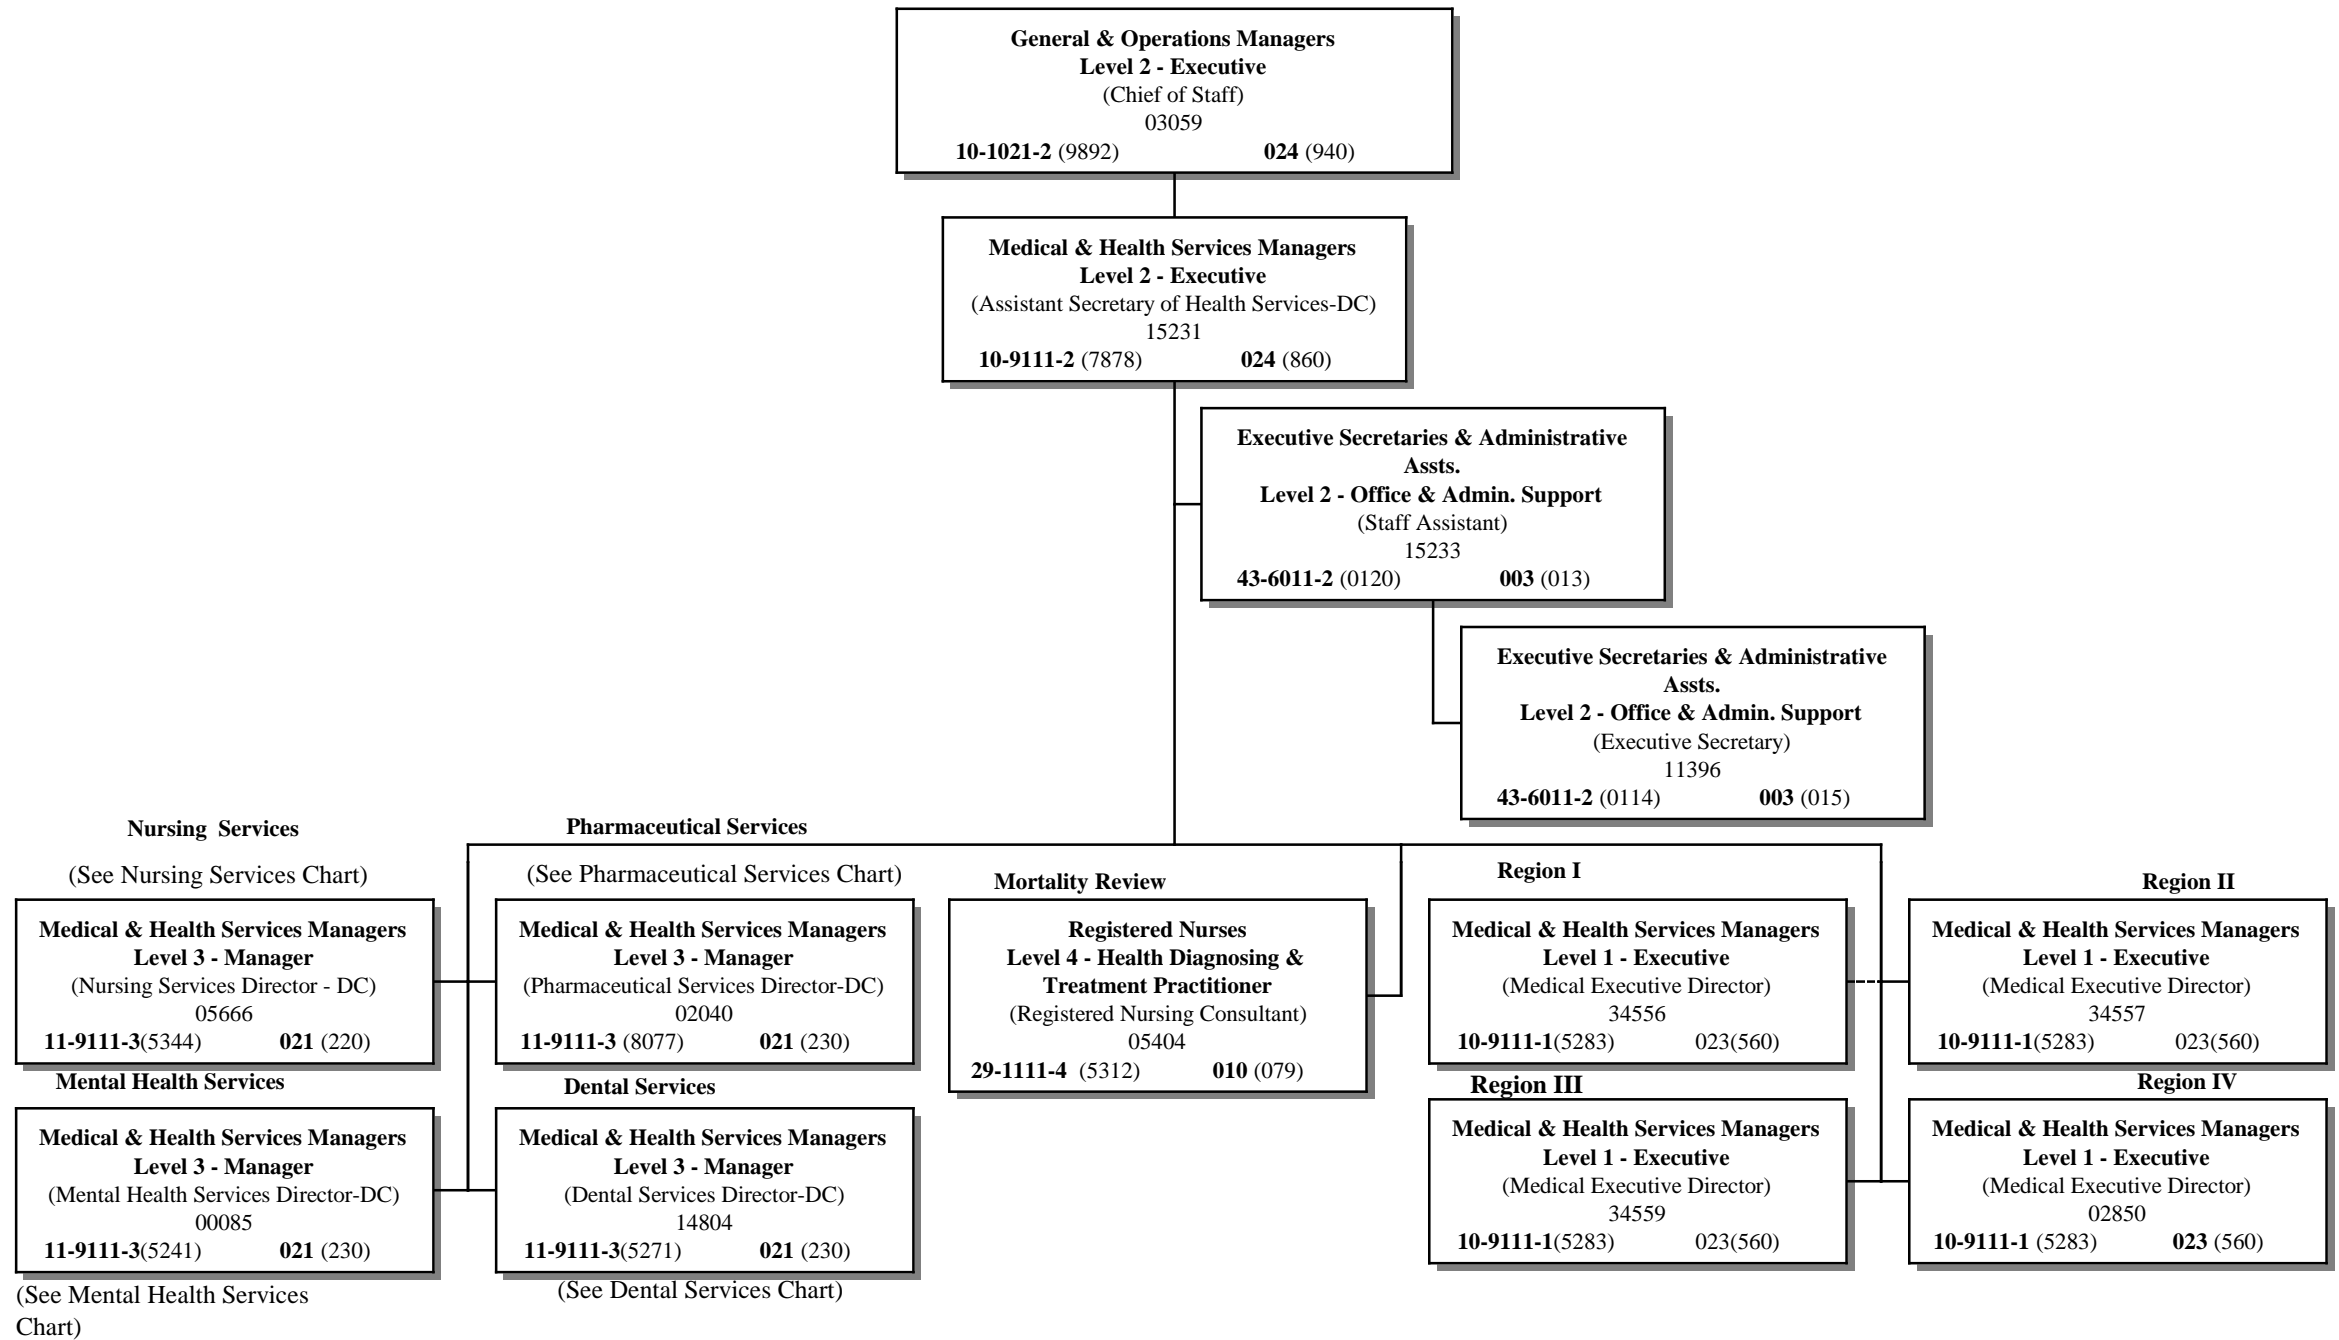 General & Operations Managers
Level 2 - Executive
(Chief of Staff)
03059
10-1021-2 (9892) 024 (940)
Medical & Health Services Managers
Level 2 - Executive
(Assistant Secretary of Health Services-DC)
15231
10-9111-2 (7878) 024 (860)
Executive Secretaries & Administrative
Assts.
Level 2 - Office & Admin. Support
(Staff Assistant)
15233
43-6011-2 (0120) 003 (013)
Executive Secretaries & Administrative
Assts.
Level 2 - Office & Admin. Support
(Executive Secretary)
11396
43-6011-2 (0114) 003 (015)
Nursing Services
(See Nursing Services Chart)
Medical & Health Services Managers
Level 3 - Manager
(Nursing Services Director - DC)
05666
11-9111-3(5344) 021 (220)
Pharmaceutical Services
(See Pharmaceutical Services Chart)
Medical & Health Services Managers
Level 3 - Manager
(Pharmaceutical Services Director-DC)
02040
11-9111-3 (8077) 021 (230)
Mortality Review
Registered Nurses
Level 4 - Health Diagnosing &
Treatment Practitioner
(Registered Nursing Consultant)
05404
29-1111-4 (5312) 010 (079)
Region I
Medical & Health Services Managers
Level 1 - Executive
(Medical Executive Director)
34556
10-9111-1(5283) 023(560)
Region II
Medical & Health Services Managers
Level 1 - Executive
(Medical Executive Director)
34557
10-9111-1(5283) 023(560)
Mental Health Services
Medical & Health Services Managers
Level 3 - Manager
(Mental Health Services Director-DC)
00085
11-9111-3(5241) 021 (230)
(See Mental Health Services
Chart)
Dental Services
Medical & Health Services Managers
Level 3 - Manager
(Dental Services Director-DC)
14804
11-9111-3(5271) 021 (230)
(See Dental Services Chart)
Region III
Medical & Health Services Managers
Level 1 - Executive
(Medical Executive Director)
34559
10-9111-1(5283) 023(560)
Region IV
Medical & Health Services Managers
Level 1 - Executive
(Medical Executive Director)
02850
10-9111-1 (5283) 023 (560)